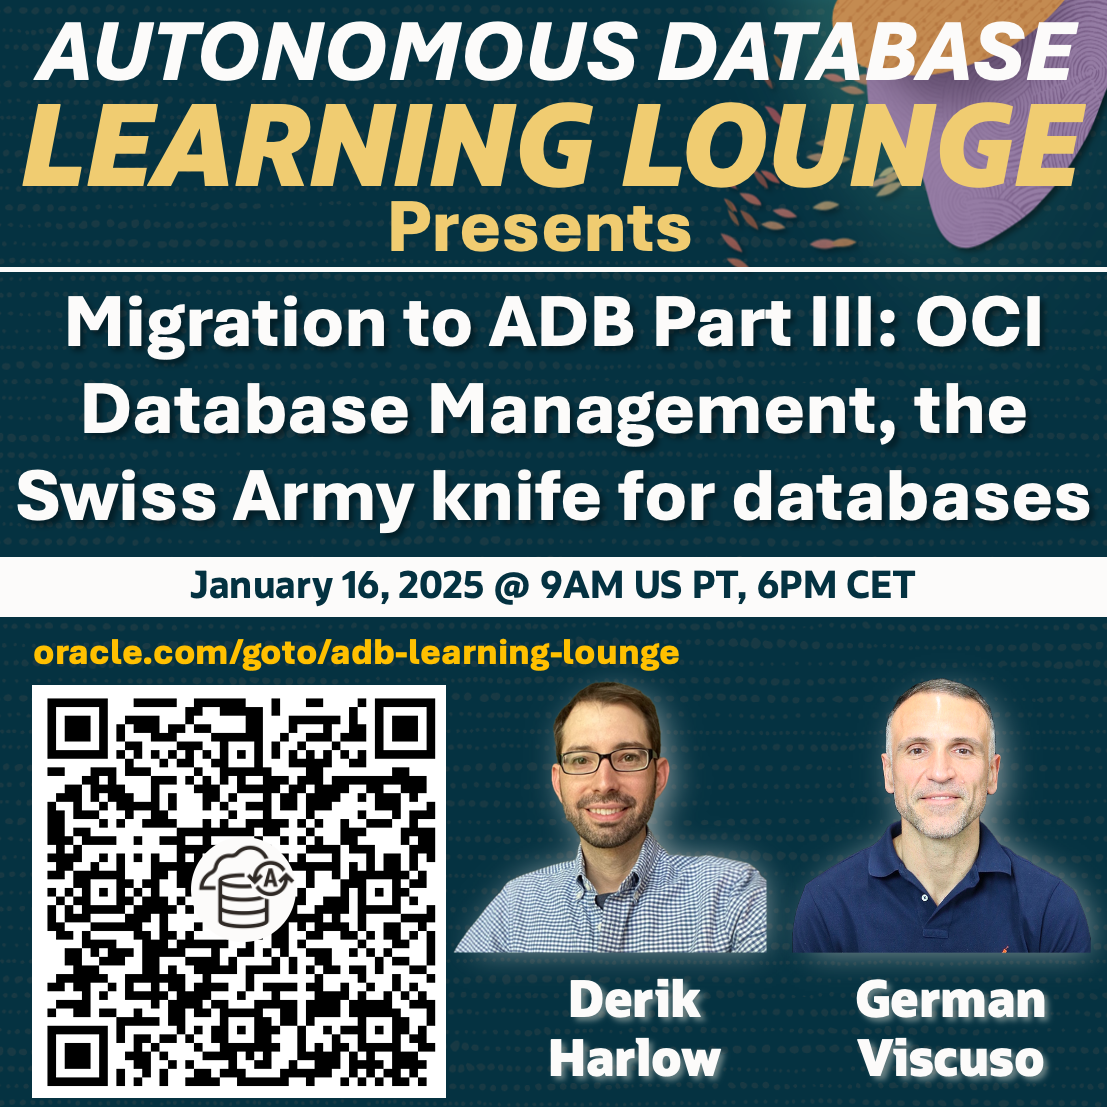 AUTONOMOUS DATABASE
LEARNING LOUNGE
Presents
Migration to ADB Part III: OCI
Database Management, the
Swiss Army knife for databases
January 16, 2025 @ 9AM US PT, 6PM CET
oracle.com/goto/adb-learning-lounge
A
Derik
Harlow
German
Viscuso